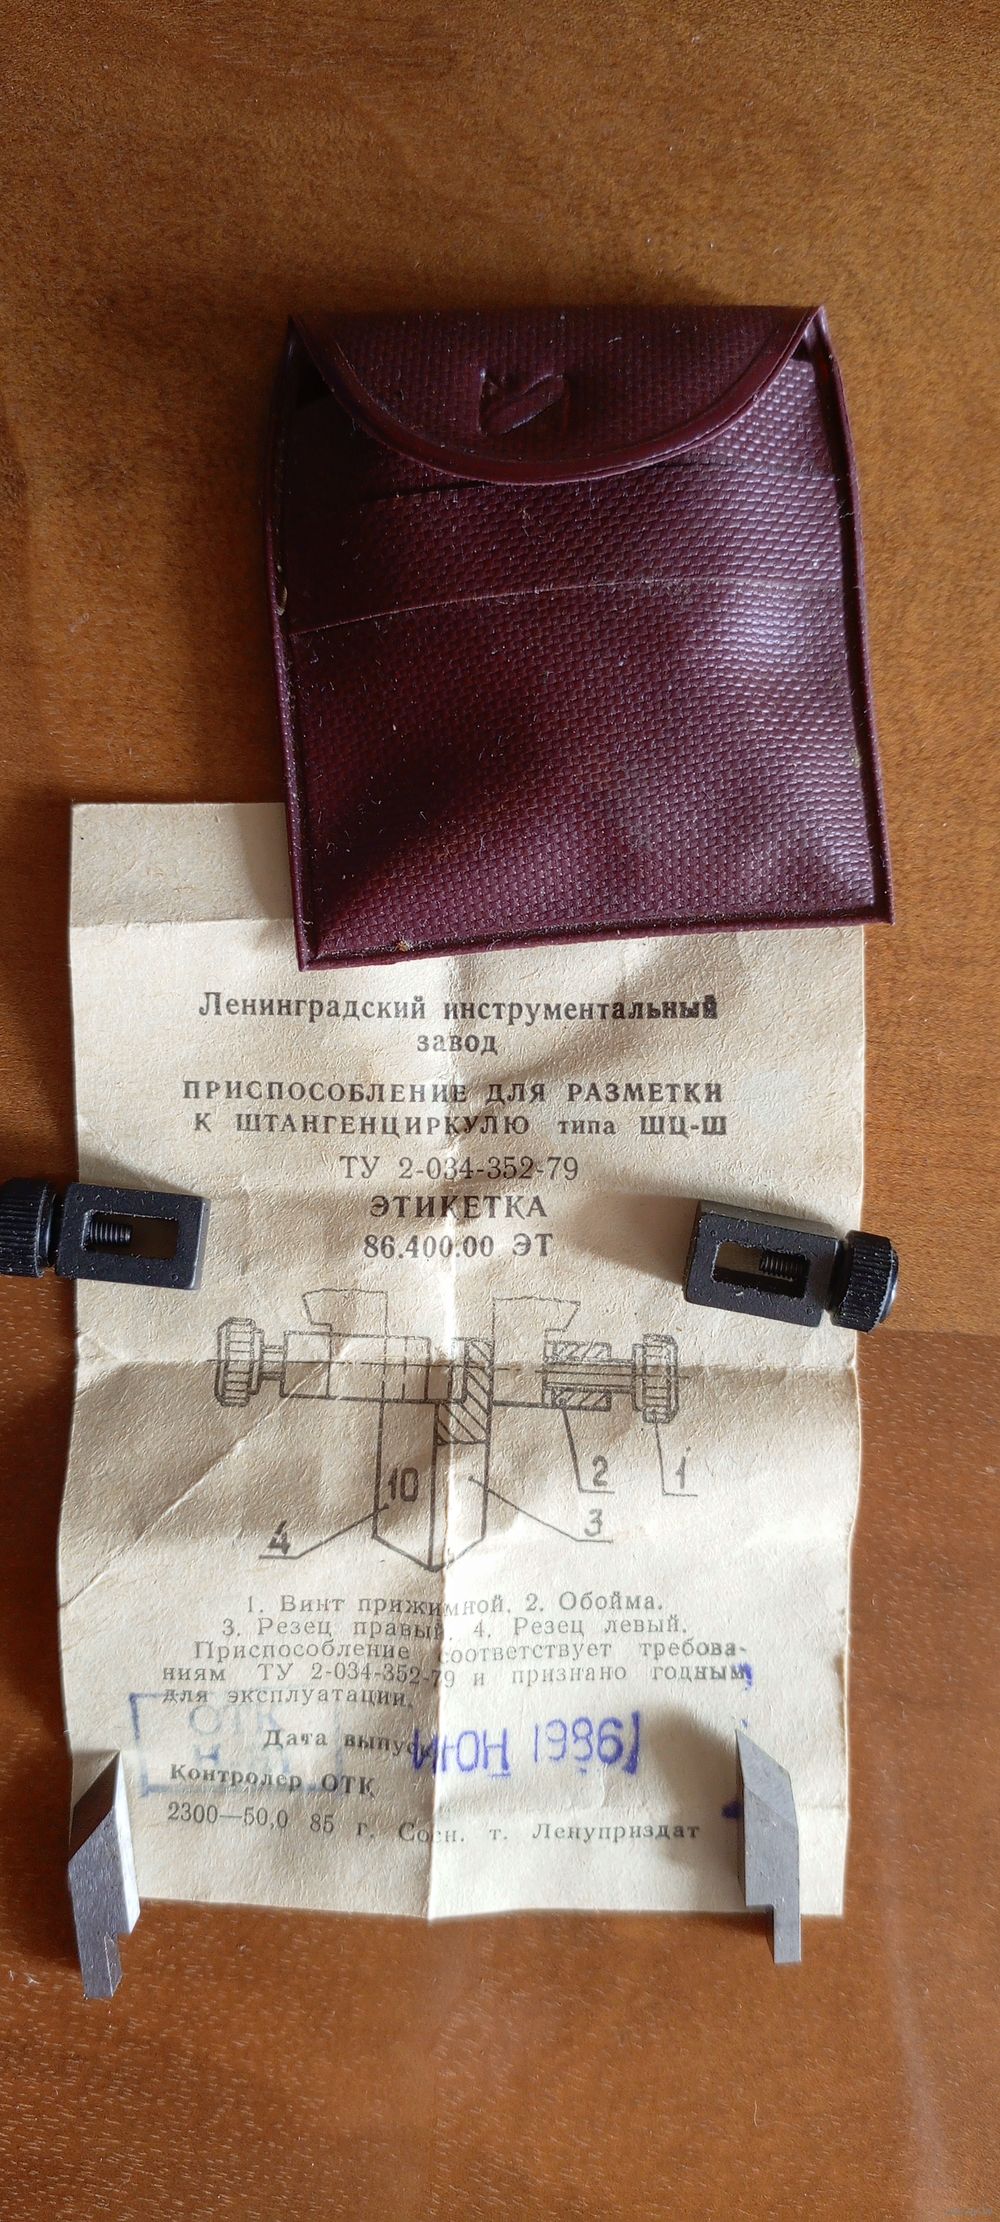 Ленинградский инструментальный
завод
ПРИСПОСОБЛЕНИЕ ДЛЯ РАЗМЕТКИ
К ШТАНГЕНЦИРКУЛЮ типа ШЦ-Ш
ТУ 2-034-352-79
ЭТИКЕТКА
86.400.00 ЭТ
10
2
1
4
3
1. Винт прижимной. 2. Обойма.
3. Резец правый. 4. Резец левый.
Приспособление соответствует требова-
ниям ТУ 2-034-352-79 и признано годным
для эксплуатации.
ОТК
Дата выпуска
1986
Контролер ОТК
2300—50,0 85 г. Сосн. т. Ленуприздат